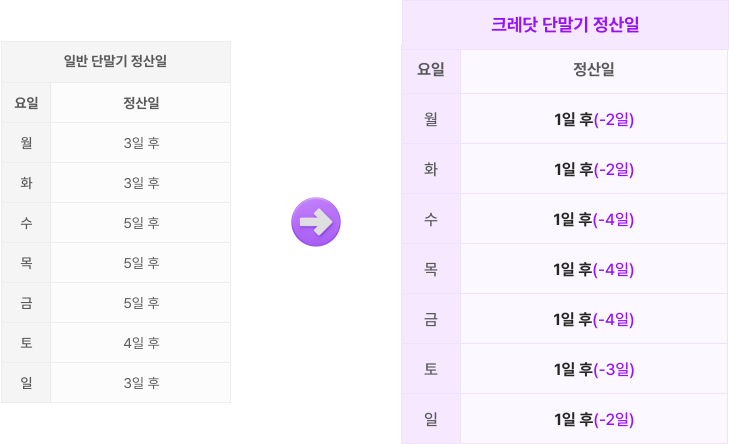 일반 단말기 정산일
요일 정산일
월 3일 후
화 3일 후
수 5일 후
목 5일 후
금 5일 후
토 4일 후
일 3일 후
크레닷 단말기 정산일
요일 정산일
월 1일 후(-2일)
화 1일 후(-2일)
수 1일 후(-4일)
목 1일 후(-4일)
금 1일 후(-4일)
토 1일 후(-3일)
일 1일 후(-2일)